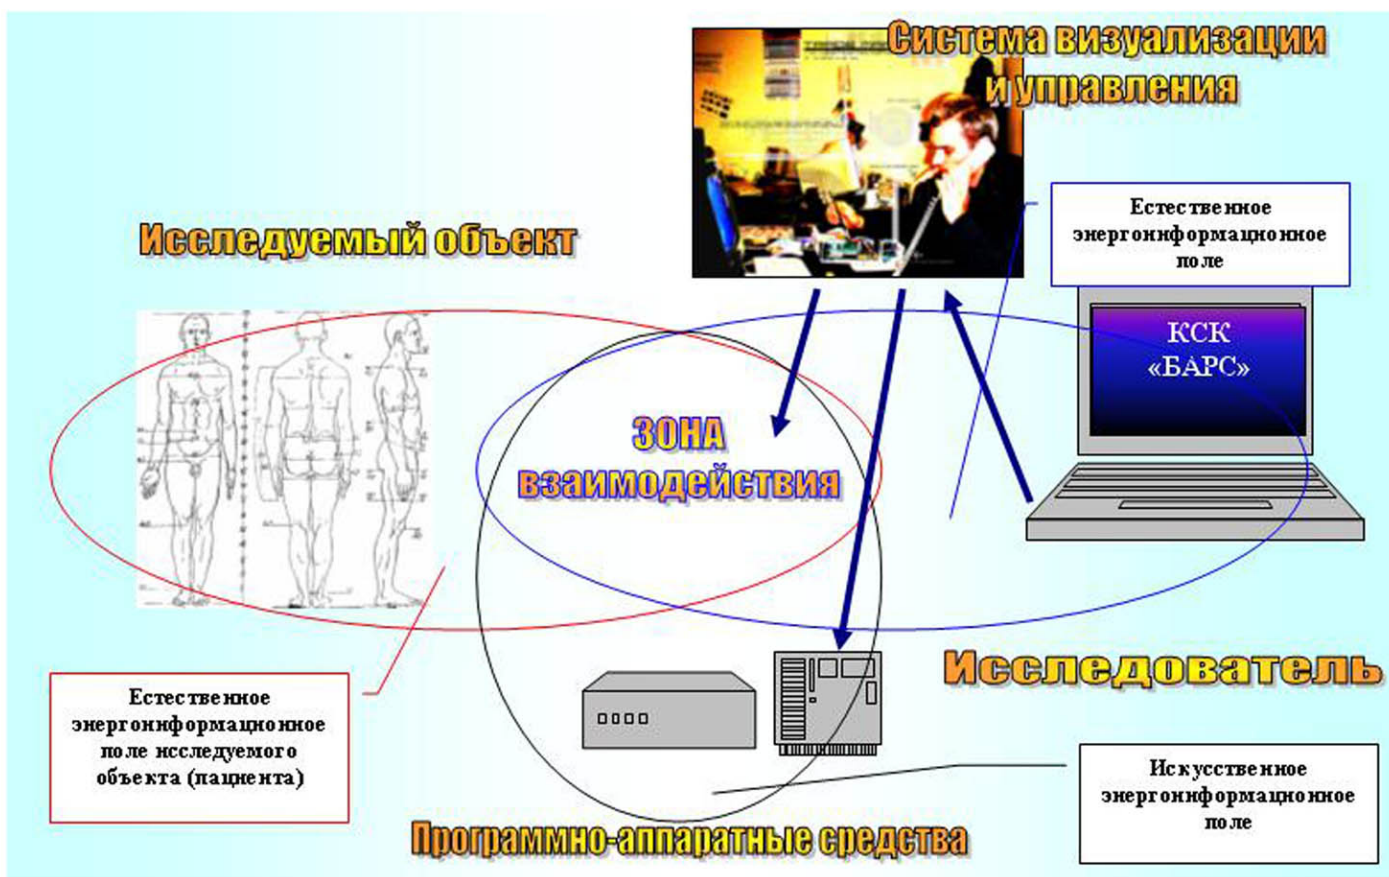 Система визуализации
и управления
Исследуемый объект
Естественное
энергоинформационное
поле
КСК
«БАРС»
ЗОНА
взаимодействия
Исследователь
Естественное
энергоинформационное
поле исследуемого
объекта (пациента)
Искусственное
энергоинформационное
поле
Программно-аппаратные средства